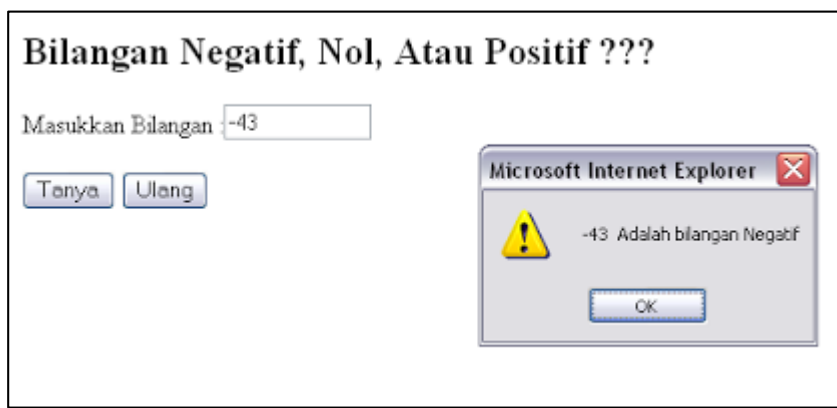 Bilangan Negatif, Nol, Atau Positif ???
Masukkan Bilangan :-43
Tanya Ulang
Microsoft Internet Explorer
-43 Adalah bilangan Negatif
OK